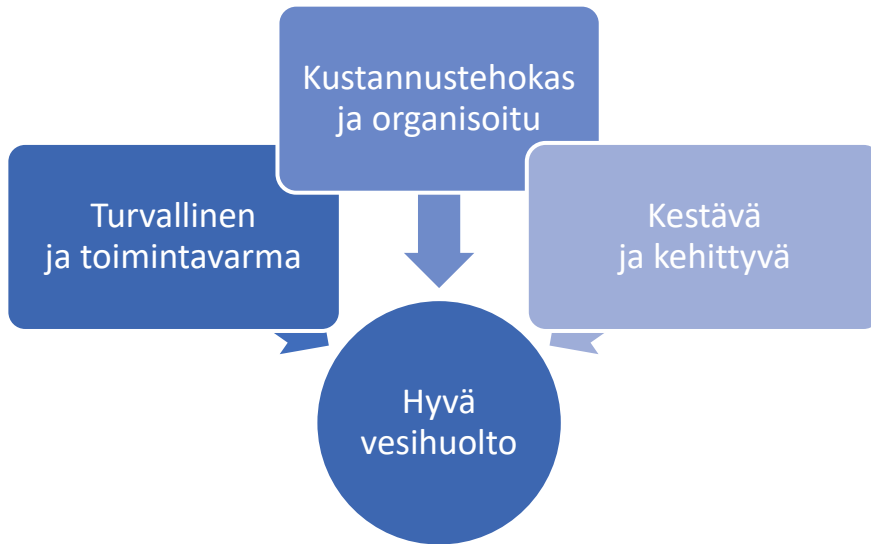 Kustannustehokas
ja organisoitu
Turvallinen
ja toimintavarma
Kestävä
ja kehittyvä
Hyvä
vesihuolto